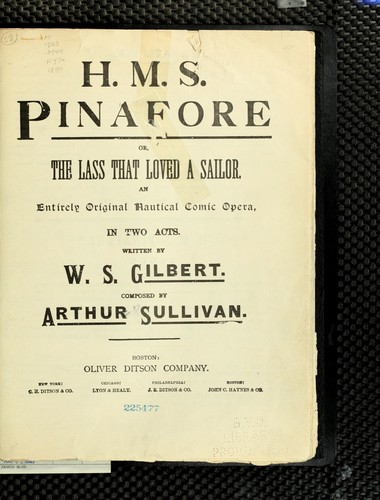 H. M. S.
PINAFORE
OR,
THE LASS THAT LOVED A SAILOR.
AN
Entirely Original Nautical Comic Opera,
IN TWO ACTS.
WRITTEN BY
W. S. GILBERT.
COMPOSED BY
ARTHUR SULLIVAN.
BOSTON:
OLIVER DITSON COMPANY.
NEW YORK: CHICAGO: PHILADELPHIA: BOSTON:
C. H. DITSON & CO. LYON & HEALY. J. E. DITSON & CO. JOHN C. HAYNES & CO.
225477